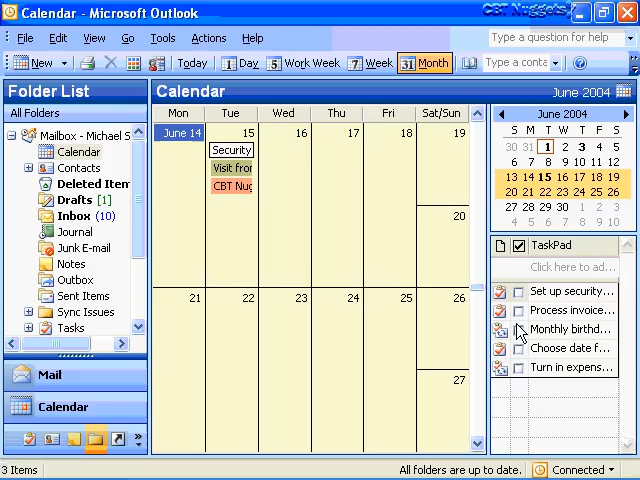 Calendar - Microsoft Outlook
CBT Nuggets
File Edit View Go Tools Actions Help
Type a question for help
New Today 1 Day 5 Work Week 7 Week 31 Month Type a conta
Folder List
All Folders
Mailbox - Michael S
Calendar
Contacts
Deleted Item
Drafts [1]
Inbox (10)
Journal
Junk E-mail
Notes
Outbox
Sent Items
Sync Issues
Tasks
Mail
Calendar
Calendar June 2004
Mon Tue Wed Thu Fri Sat/Sun
June 14 15 16 17 18 19
Security
Visit from
CBT Nug
20
21 22 23 24 25 26
27
June 2004
S M T W T F S
30 31 1 2 3 4 5
6 7 8 9 10 11 12
13 14 15 16 17 18 19
20 21 22 23 24 25 26
27 28 29 30 1 2 3
4 5 6 7 8 9 10
TaskPad
Click here to ad...
Set up security...
Process invoice...
Monthly birthd...
Choose date f...
Turn in expens...
3 Items
All folders are up to date.
Connected